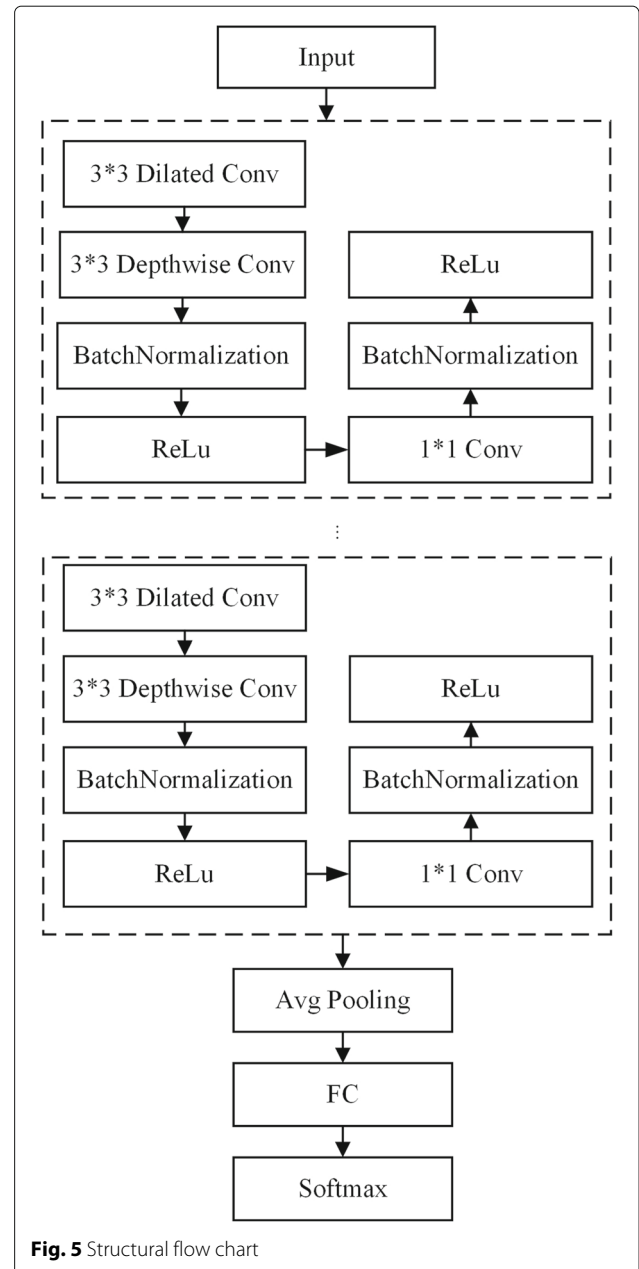 Input
3*3 Dilated Conv
3*3 Depthwise Conv
BatchNormalization
ReLu
1*1 Conv
BatchNormalization
ReLu
⋮
3*3 Dilated Conv
3*3 Depthwise Conv
BatchNormalization
ReLu
1*1 Conv
BatchNormalization
ReLu
Avg Pooling
FC
Softmax
Fig. 5 Structural flow chart